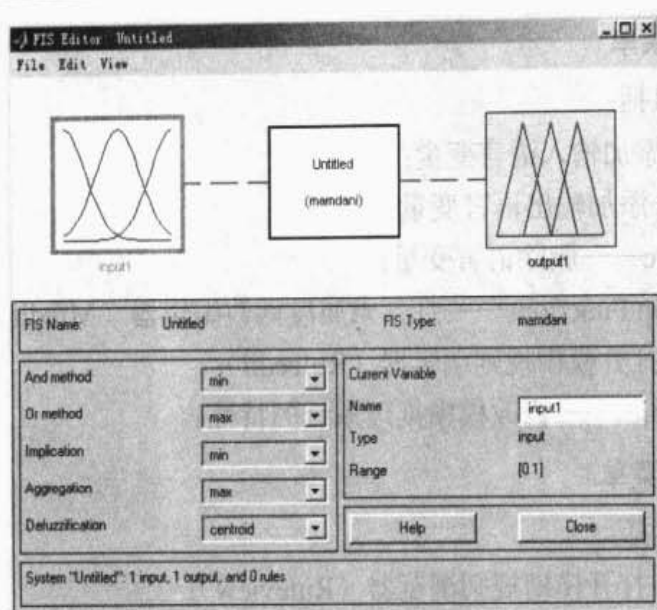 FIS Editor Untitled
File Edit View
Untitled
(mamdani)
input1
output1
FIS Name: Untitled FIS Type: mamdani
And method min
Or method max
Implication min
Aggregation max
Defuzzification centroid
Current Variable
Name input1
Type input
Range [0 1]
Help Close
System "Untitled": 1 input, 1 output, and 0 rules